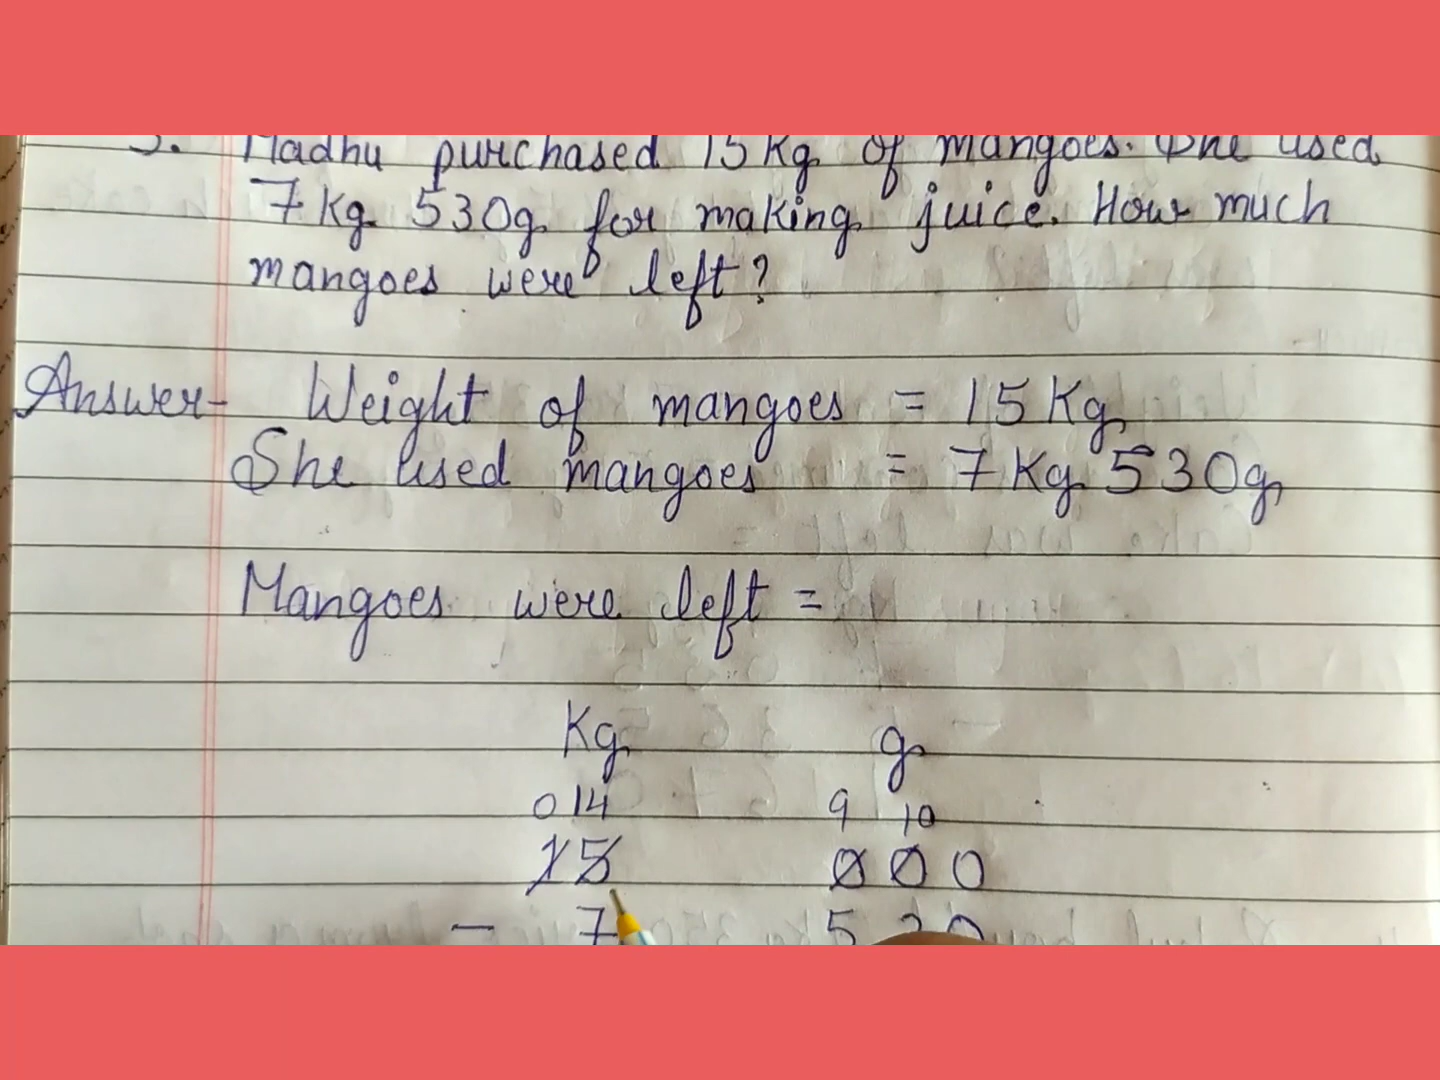 3. Madhu purchased 15 Kg of mangoes. She used
7 Kg 530g for making juice. How much
mangoes were left?
Answer- Weight of mangoes = 15 Kg
She used mangoes = 7 Kg 530g
Mangoes were left =
Kg g
0 14 9 10
15 000
- 7 530